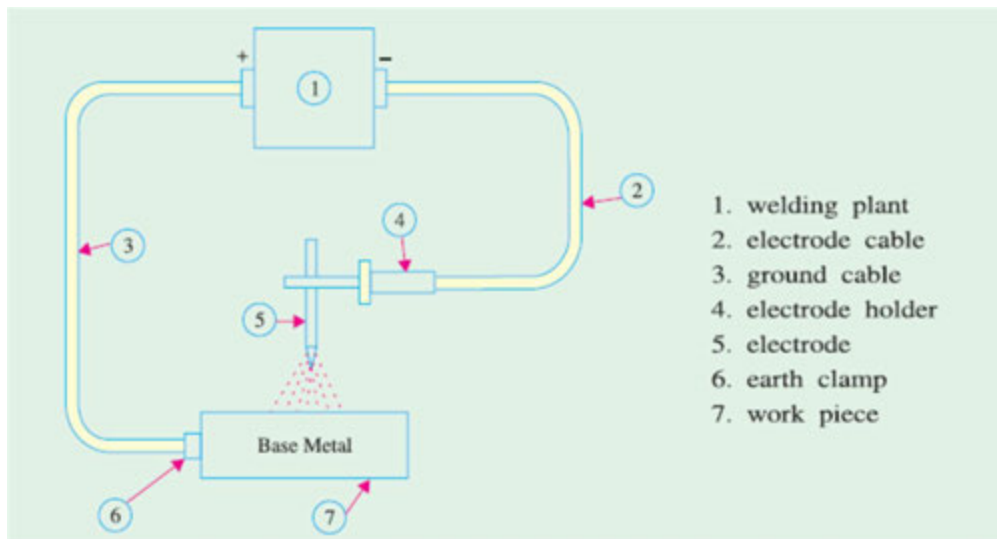 +
−
1
2
3
4
5
Base Metal
6
7
1. welding plant
2. electrode cable
3. ground cable
4. electrode holder
5. electrode
6. earth clamp
7. work piece